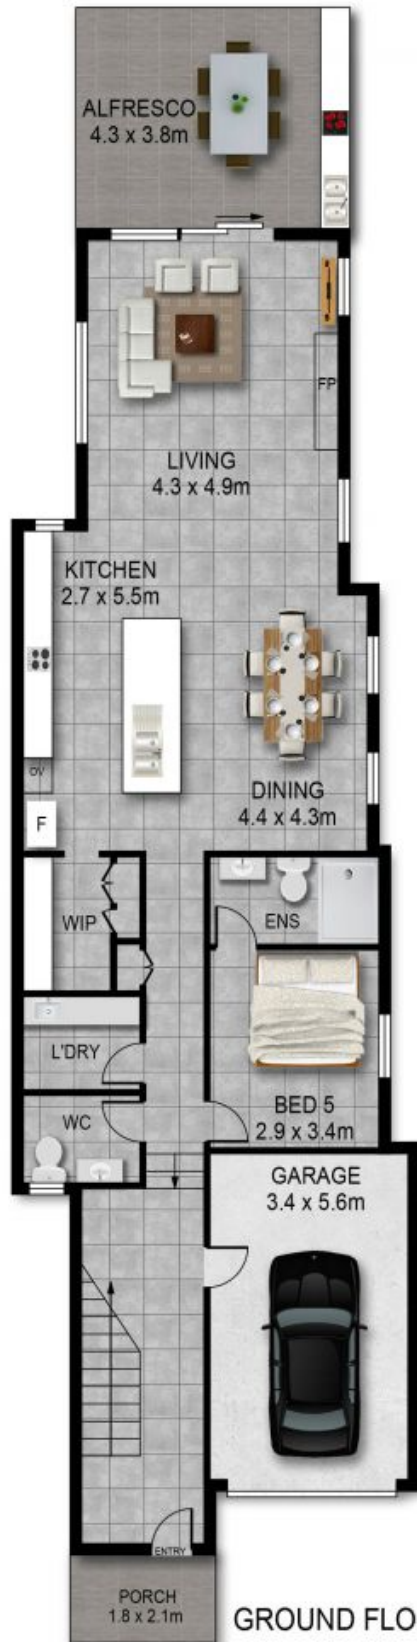 ALFRESCO
4.3 x 3.8m
FP
LIVING
4.3 x 4.9m
KITCHEN
2.7 x 5.5m
OV
F
DINING
4.4 x 4.3m
WIP
ENS
L'DRY
BED 5
2.9 x 3.4m
WC
GARAGE
3.4 x 5.6m
ENTRY
PORCH
1.8 x 2.1m
GROUND FLO